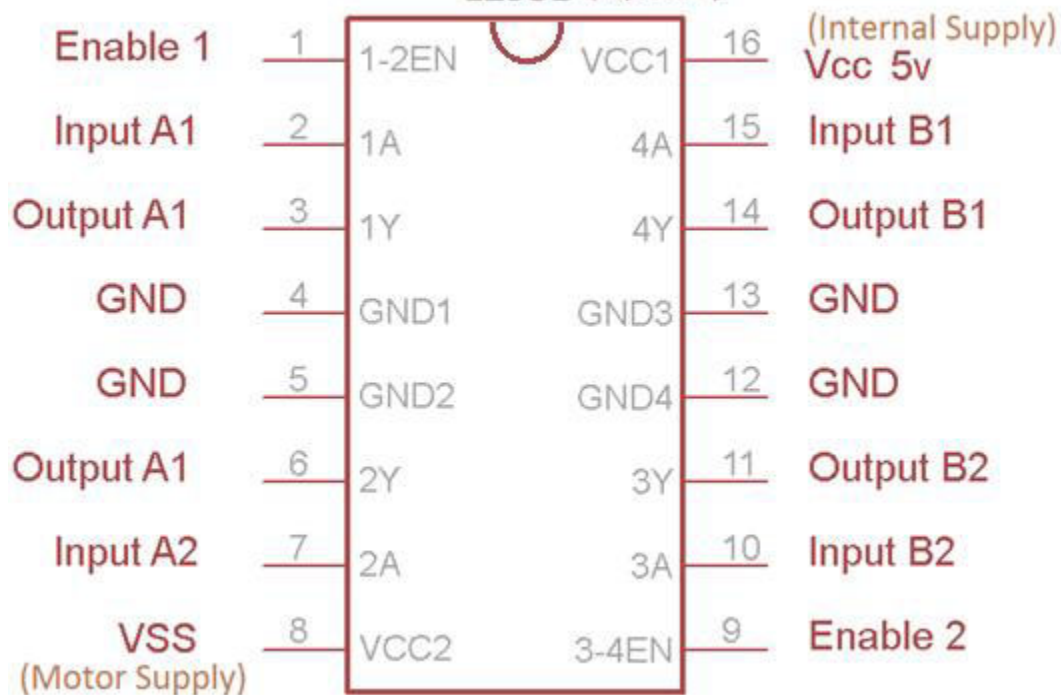 Enable 1 1 1-2EN VCC1 16 (Internal Supply)
Vcc 5v
Input A1 2 1A 4A 15 Input B1
Output A1 3 1Y 4Y 14 Output B1
GND 4 GND1 GND3 13 GND
GND 5 GND2 GND4 12 GND
Output A1 6 2Y 3Y 11 Output B2
Input A2 7 2A 3A 10 Input B2
VSS 8 VCC2 3-4EN 9 Enable 2
(Motor Supply)